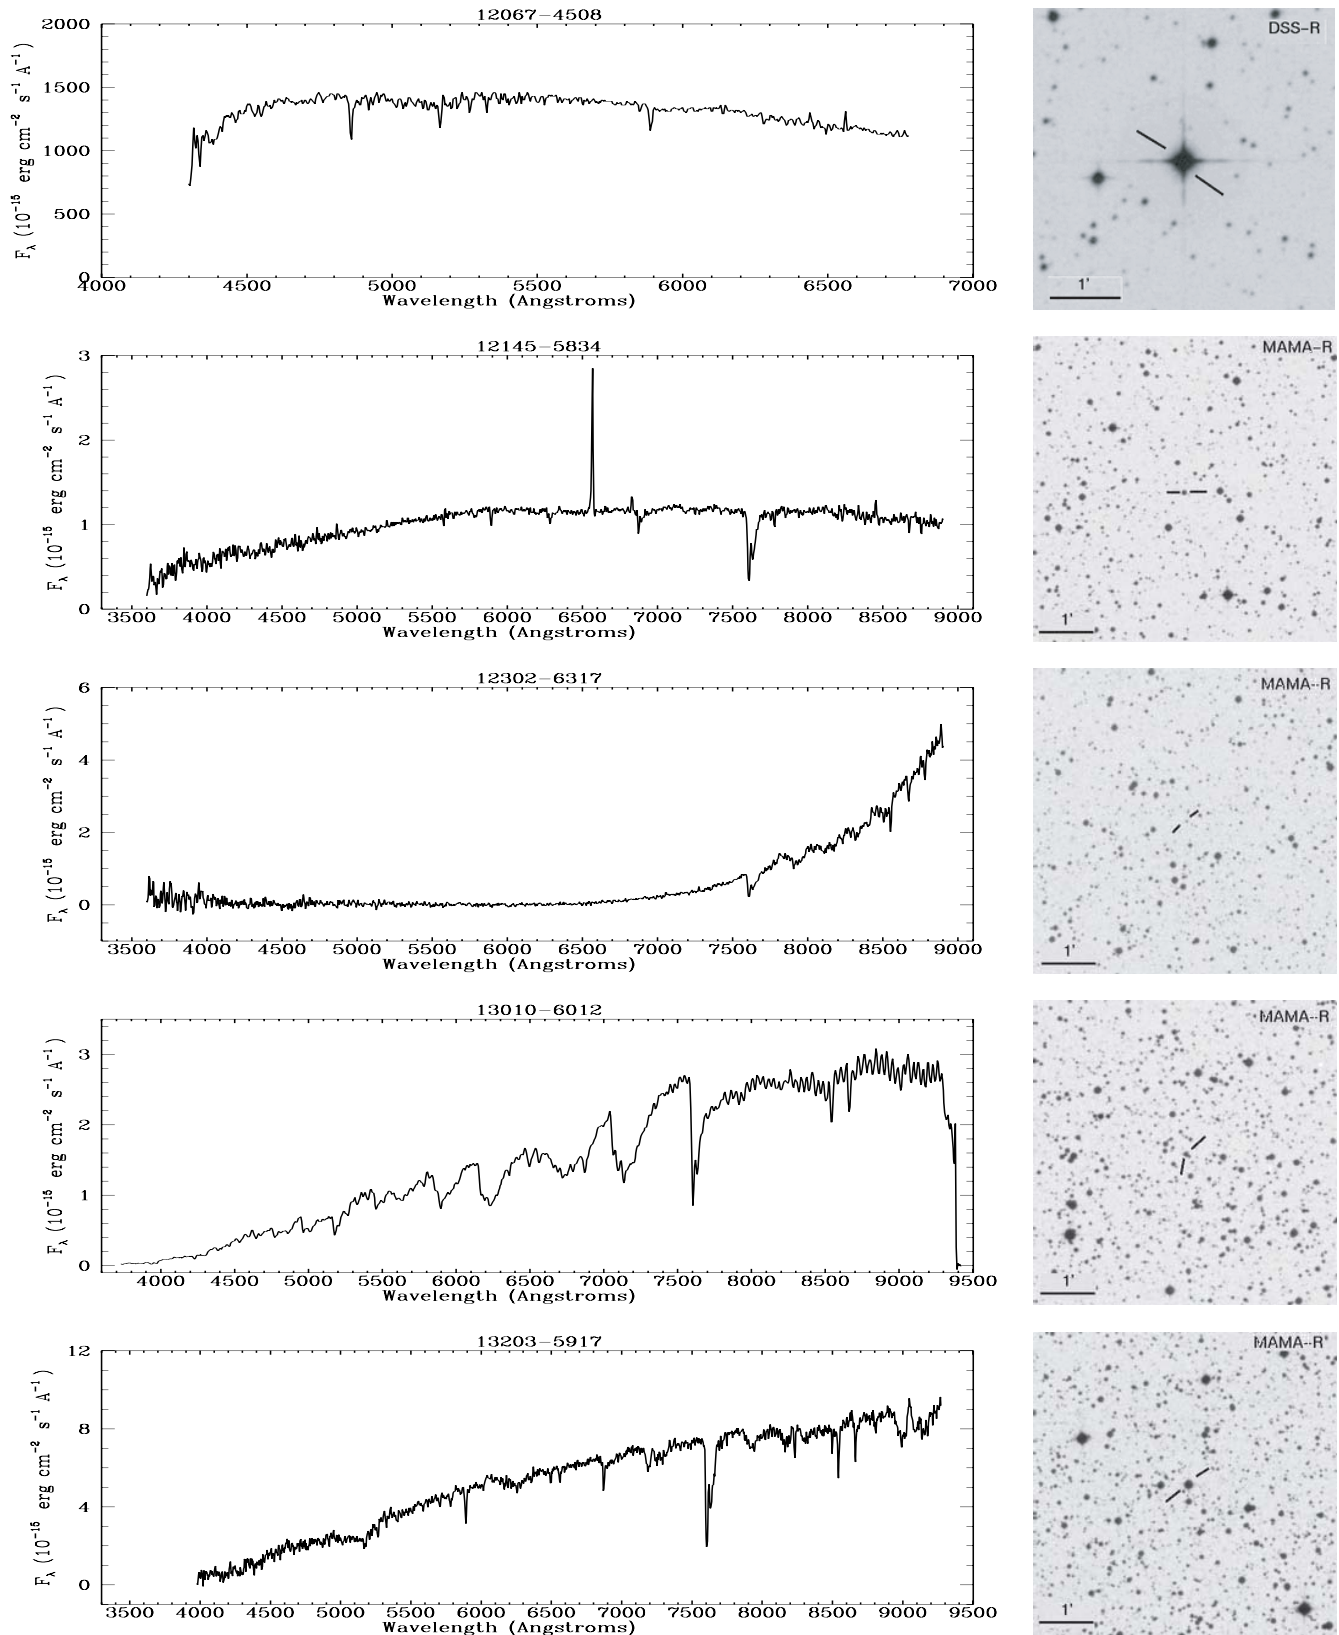 12067−4508
2000
1500
1000
500
0
4000 4500 5000 5500 6000 6500 7000
Wavelength (Angstroms)
F_λ (10^−15 erg cm^−2 s^−1 A^−1)
DSS−R
1'
12145−5834
3
2
1
0
3500 4000 4500 5000 5500 6000 6500 7000 7500 8000 8500 9000
Wavelength (Angstroms)
F_λ (10^−15 erg cm^−2 s^−1 A^−1)
MAMA−R
1'
12302−6317
6
4
2
0
3500 4000 4500 5000 5500 6000 6500 7000 7500 8000 8500 9000
Wavelength (Angstroms)
F_λ (10^−15 erg cm^−2 s^−1 A^−1)
MAMA−R
1'
13010−6012
3
2
1
0
4000 4500 5000 5500 6000 6500 7000 7500 8000 8500 9000 9500
Wavelength (Angstroms)
F_λ (10^−15 erg cm^−2 s^−1 A^−1)
MAMA−R
1'
13203−5917
12
8
4
0
3500 4000 4500 5000 5500 6000 6500 7000 7500 8000 8500 9000 9500
Wavelength (Angstroms)
F_λ (10^−15 erg cm^−2 s^−1 A^−1)
MAMA−R
1'